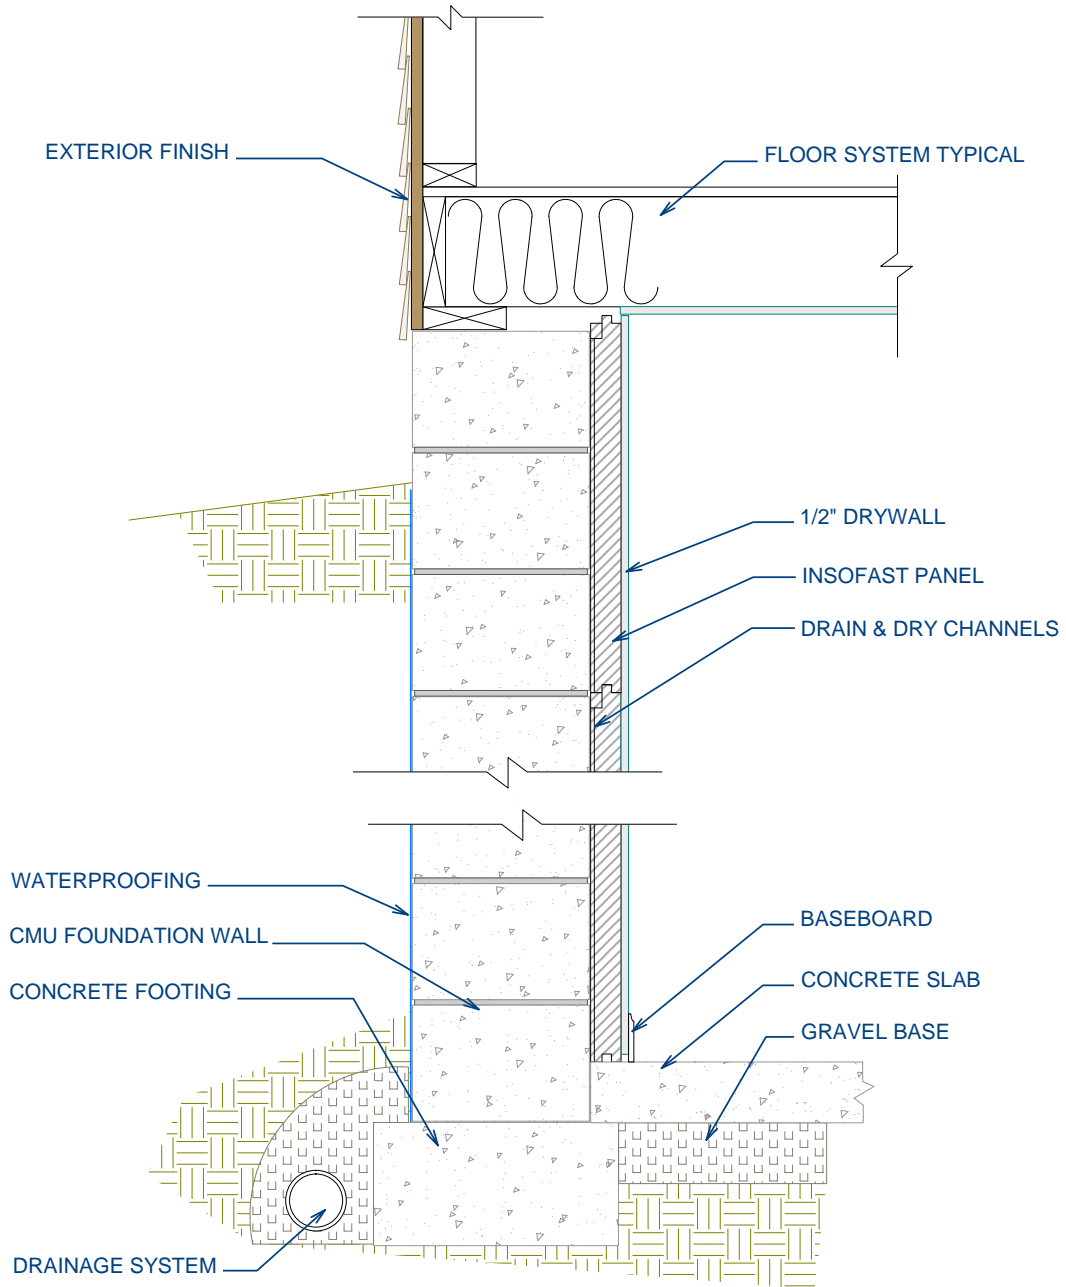 EXTERIOR FINISH
FLOOR SYSTEM TYPICAL
1/2" DRYWALL
INSOFAST PANEL
DRAIN & DRY CHANNELS
WATERPROOFING
CMU FOUNDATION WALL
CONCRETE FOOTING
BASEBOARD
CONCRETE SLAB
GRAVEL BASE
DRAINAGE SYSTEM